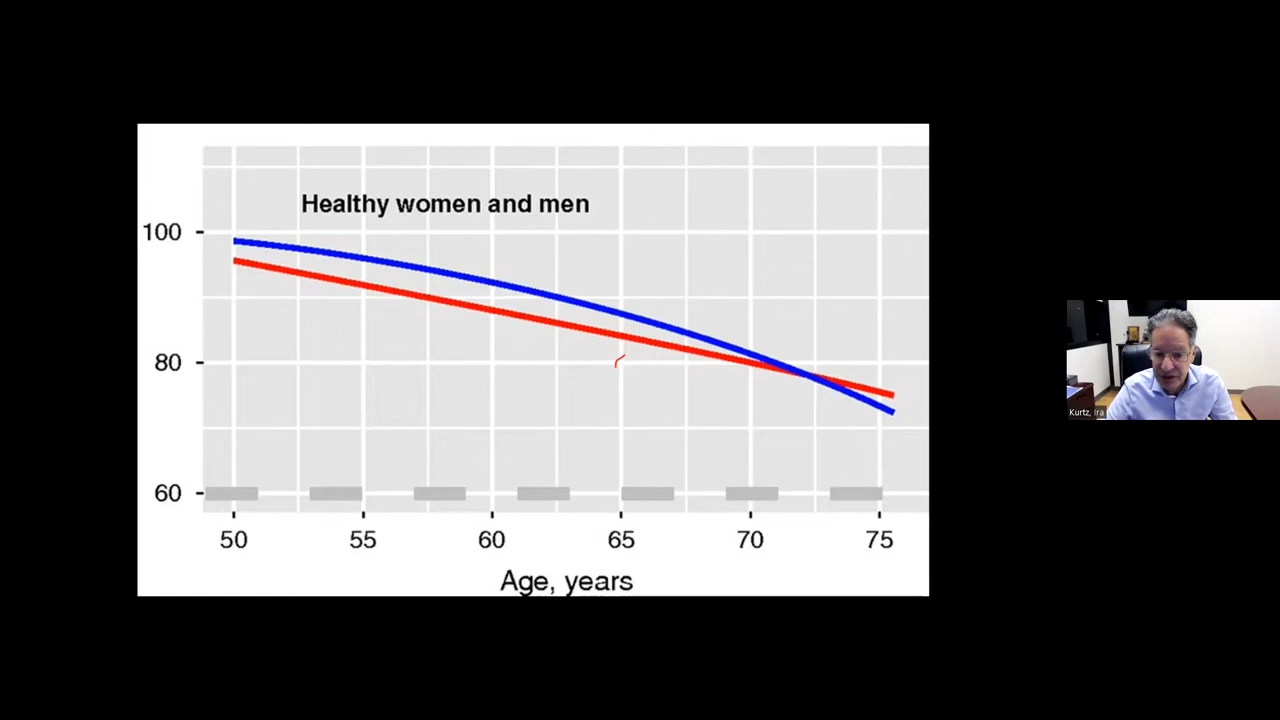 Healthy women and men
100
80
60
50 55 60 65 70 75
Age, years
Kurtz, Ira